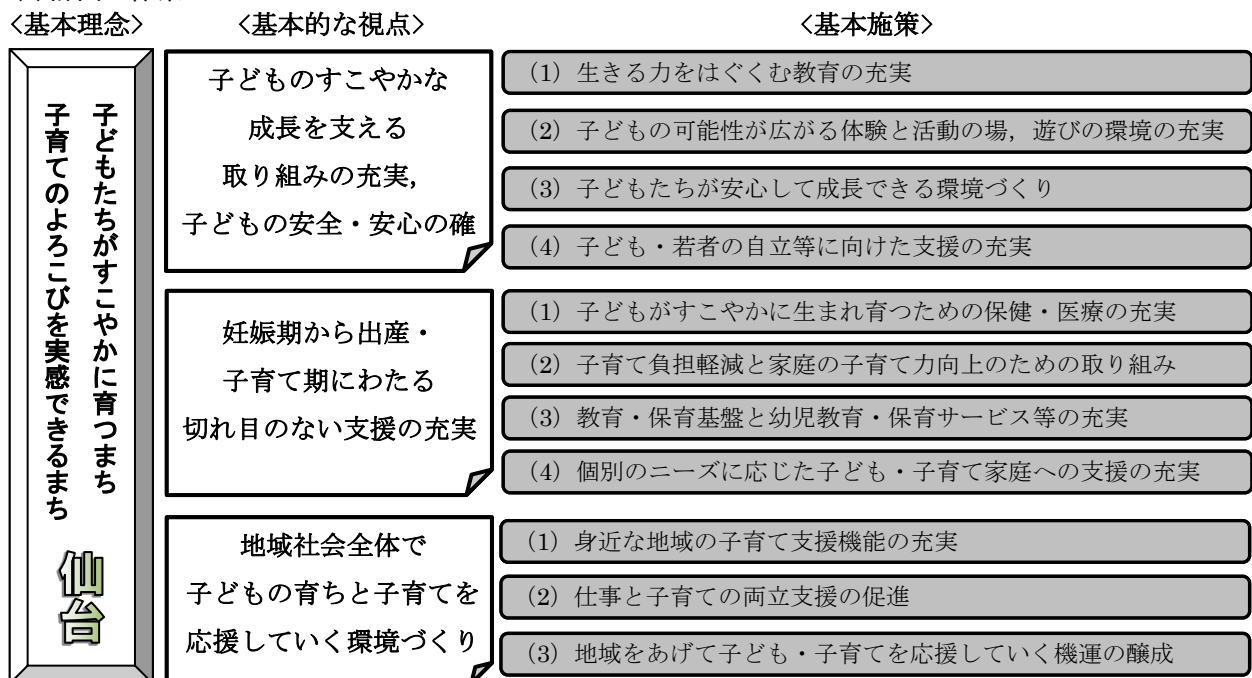 <基本理念>
<基本的な視点>
<基本施策>
子どもたちがすこやかに育つまち
子育てのよろこびを実感できるまち
仙台
子どものすこやかな
成長を支える
取り組みの充実,
子どもの安全・安心の確
(1) 生きる力をはぐくむ教育の充実
(2) 子どもの可能性が広がる体験と活動の場，遊びの環境の充実
(3) 子どもたちが安心して成長できる環境づくり
(4) 子ども・若者の自立等に向けた支援の充実
妊娠期から出産・
子育て期にわたる
切れ目のない支援の充実
(1) 子どもがすこやかに生まれ育つための保健・医療の充実
(2) 子育て負担軽減と家庭の子育て力向上のための取り組み
(3) 教育・保育基盤と幼児教育・保育サービス等の充実
(4) 個別のニーズに応じた子ども・子育て家庭への支援の充実
地域社会全体で
子どもの育ちと子育てを
応援していく環境づくり
(1) 身近な地域の子育て支援機能の充実
(2) 仕事と子育ての両立支援の促進
(3) 地域をあげて子ども・子育てを応援していく機運の醸成